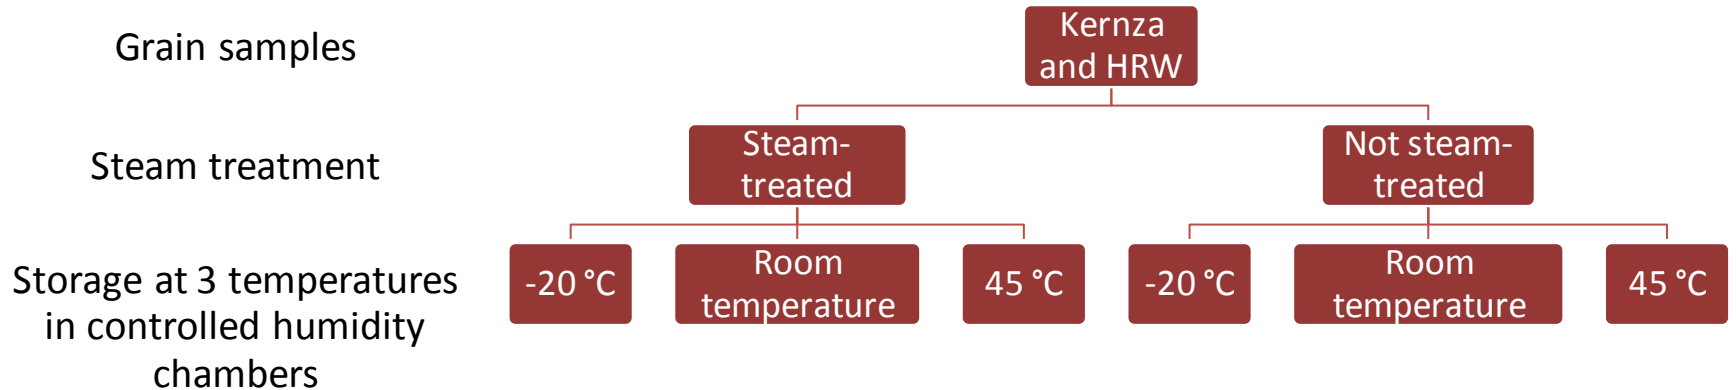 Grain samples
Kernza
and HRW
Steam treatment
Steam-
treated
Not steam-
treated
Storage at 3 temperatures
in controlled humidity
chambers
-20 °C
Room
temperature
45 °C
-20 °C
Room
temperature
45 °C